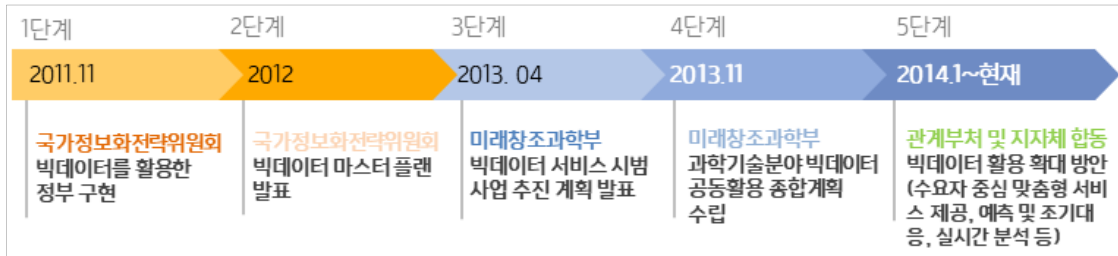 1단계
2단계
3단계
4단계
5단계
2011.11
2012
2013. 04
2013.11
2014.1~현재
국가정보화전략위원회
빅데이터를 활용한
정부 구현
국가정보화전략위원회
빅데이터 마스터 플랜
발표
미래창조과학부
빅데이터 서비스 시범
사업 추진 계획 발표
미래창조과학부
과학기술분야 빅데이터
공동활용 종합계획
수립
관계부처 및 지자체 합동
빅데이터 활용 확대 방안
(수요자 중심 맞춤형 서비
스 제공, 예측 및 조기대
응, 실시간 분석 등)